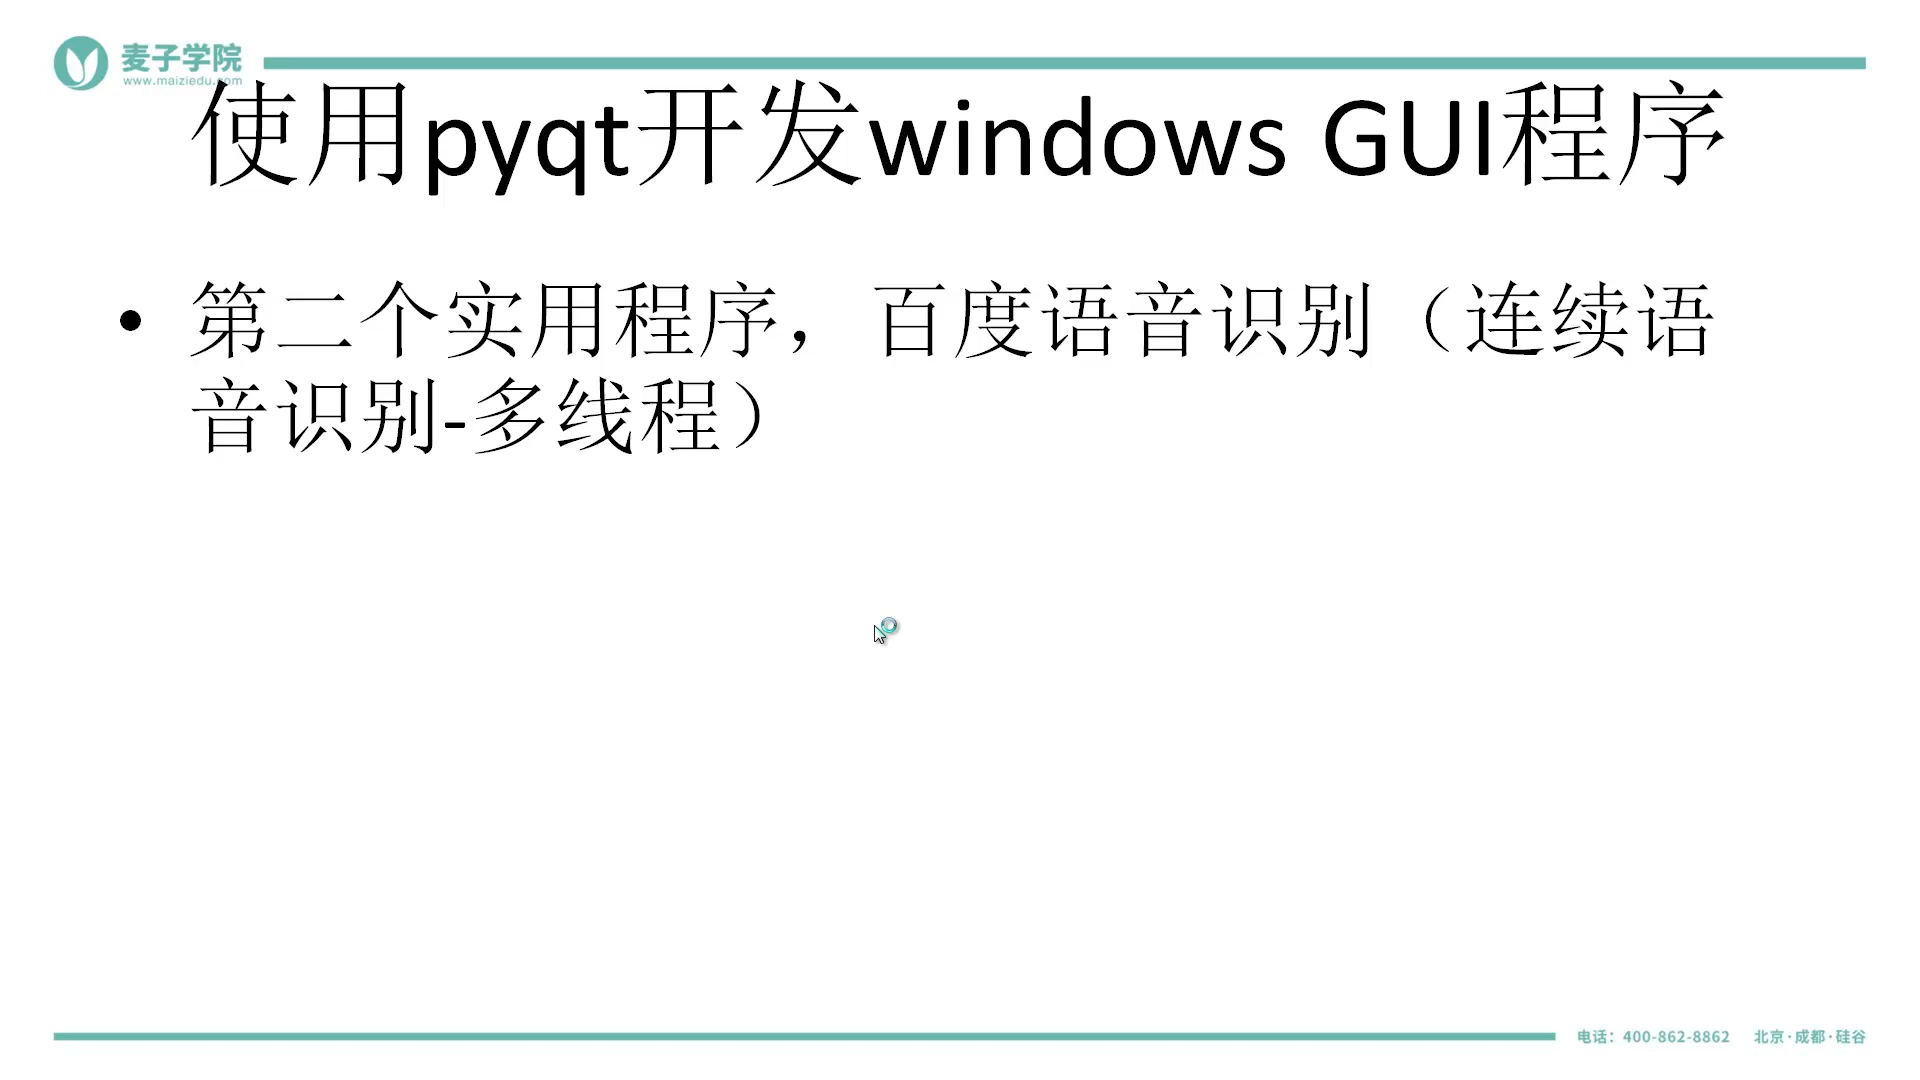 麦子学院
www.maiziedu.com
使用pyqt开发windows GUI程序
• 第二个实用程序，百度语音识别（连续语
音识别-多线程）
电话：400-862-8862 北京·成都·硅谷